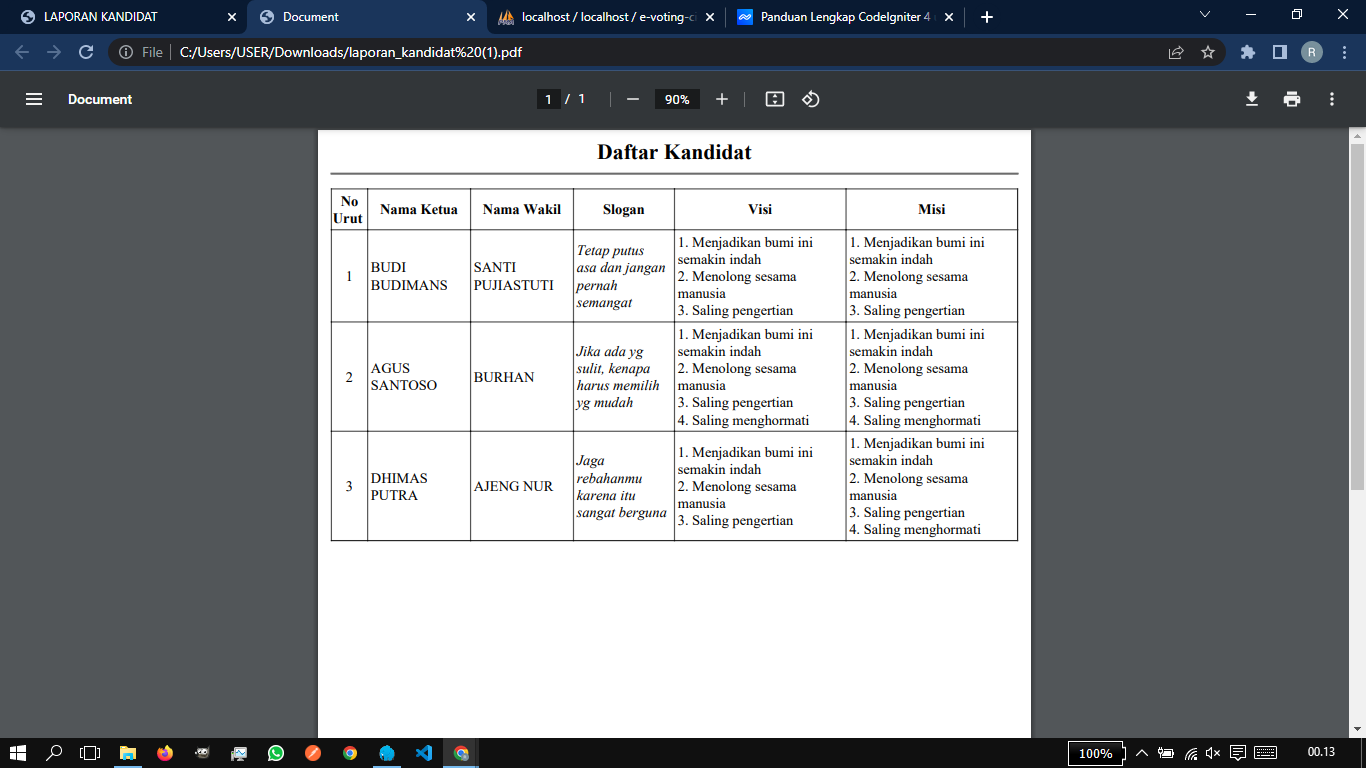 LAPORAN KANDIDAT
Document
localhost / localhost / e-voting-ci
Panduan Lengkap CodeIgniter 4
File
C:/Users/USER/Downloads/laporan_kandidat%20(1).pdf
R
Document
1 / 1
90%
Daftar Kandidat
No Urut
Nama Ketua
Nama Wakil
Slogan
Visi
Misi
1
BUDI
BUDIMANS
SANTI
PUJIASTUTI
Tetap putus
asa dan jangan
pernah
semangat
1. Menjadikan bumi ini
semakin indah
2. Menolong sesama
manusia
3. Saling pengertian
1. Menjadikan bumi ini
semakin indah
2. Menolong sesama
manusia
3. Saling pengertian
2
AGUS
SANTOSO
BURHAN
Jika ada yg
sulit, kenapa
harus memilih
yg mudah
1. Menjadikan bumi ini
semakin indah
2. Menolong sesama
manusia
3. Saling pengertian
4. Saling menghormati
1. Menjadikan bumi ini
semakin indah
2. Menolong sesama
manusia
3. Saling pengertian
4. Saling menghormati
3
DHIMAS
PUTRA
AJENG NUR
Jaga
rebahanmu
karena itu
sangat berguna
1. Menjadikan bumi ini
semakin indah
2. Menolong sesama
manusia
3. Saling pengertian
1. Menjadikan bumi ini
semakin indah
2. Menolong sesama
manusia
3. Saling pengertian
4. Saling menghormati
100%
00.13